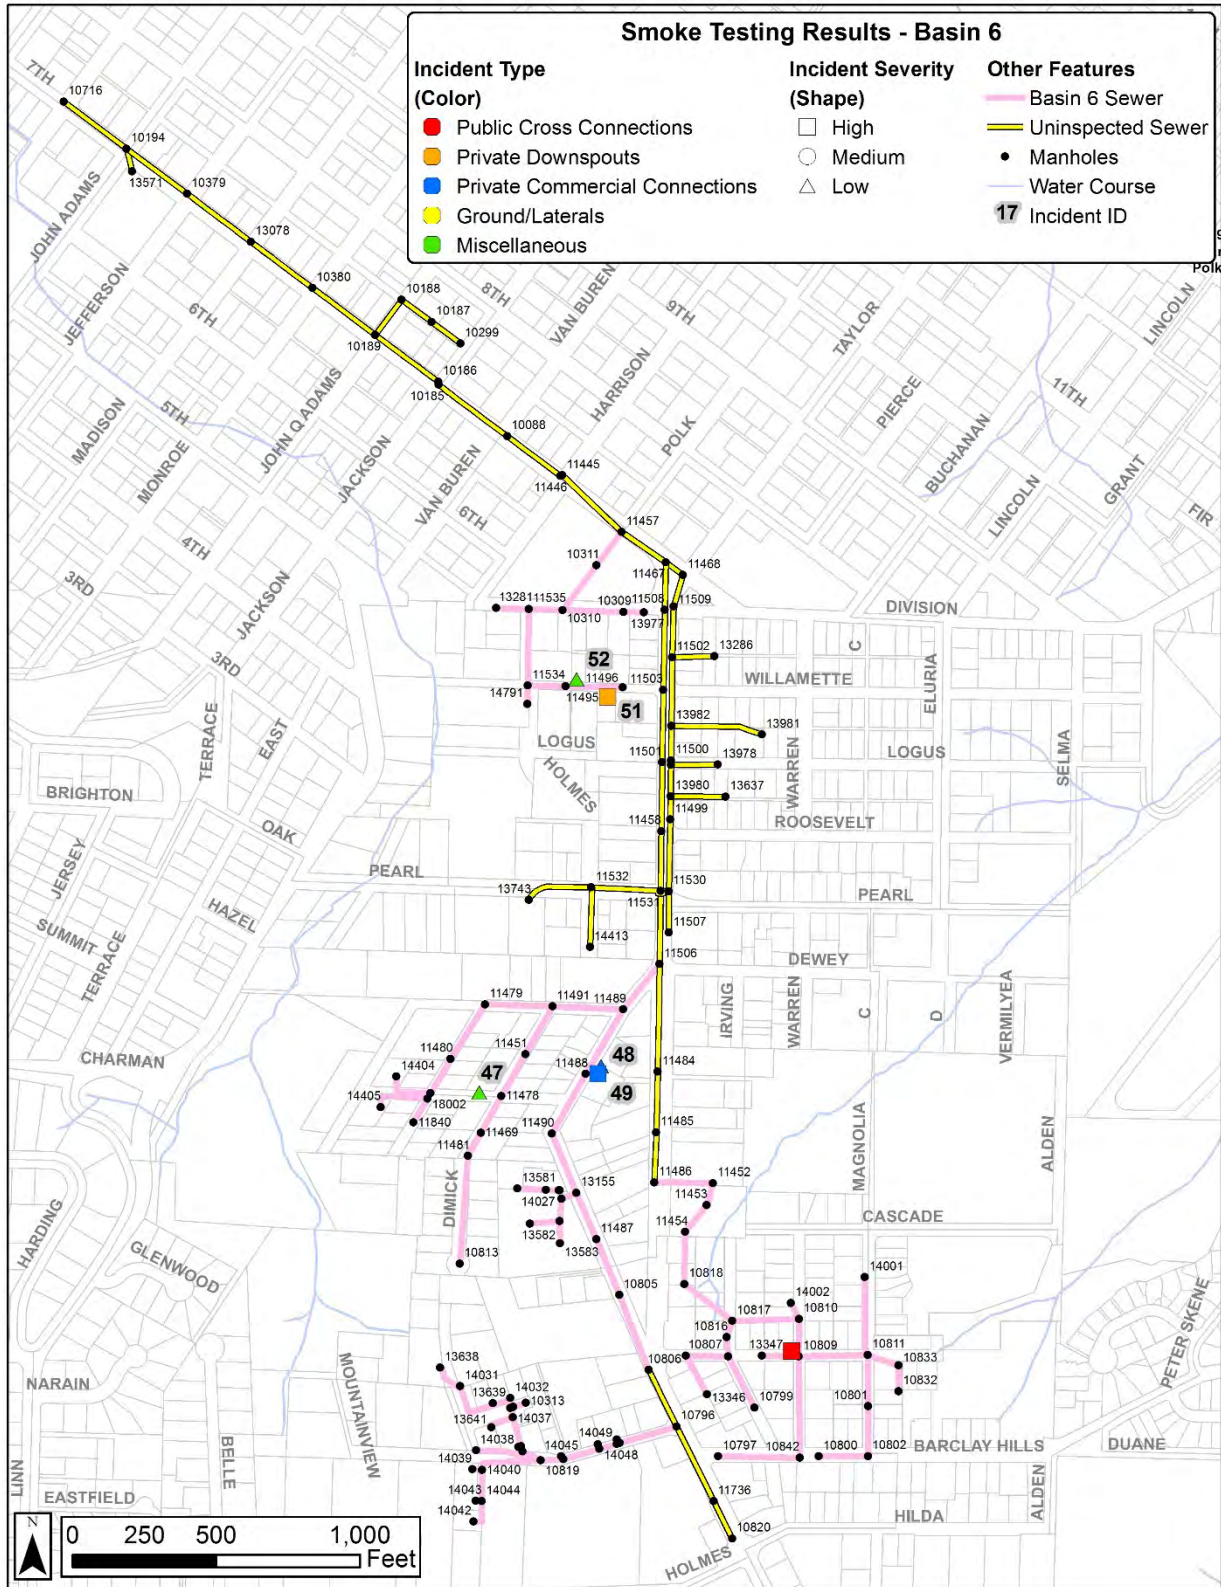 Smoke Testing Results - Basin 6
Incident Type
(Color)
Public Cross Connections
Private Downspouts
Private Commercial Connections
Ground/Laterals
Miscellaneous
Incident Severity
(Shape)
High
Medium
Low
Other Features
Basin 6 Sewer
Uninspected Sewer
Manholes
Water Course
17 Incident ID
7TH
10716
10194
13571
10379
JOHN ADAMS
13078
10380
10188
10187
10299
10189
8TH
VAN BUREN
9TH
TAYLOR
LINCOLN
Polk
JEFFERSON
6TH
10186
10185
HARRISON
PIERCE
11TH
MADISON
5TH
MONROE
JOHN Q ADAMS
JACKSON
VAN BUREN
10088
POLK
BUCHANAN
GRANT
LINCOLN
FIR
11445
11446
6TH
4TH
3RD
JACKSON
3RD
11457
10311
11467
11468
13281
11535
10309
11508
11509
10310
13977
DIVISION
11502
13286
C
WILLAMETTE
ELURIA
52
11534
11496
11503
14791
11495
51
TERRACE
EAST
13982
13981
LOGUS
11501
11500
13978
WARREN
LOGUS
SELMA
HOLMES
BRIGHTON
13980
13637
11499
11458
ROOSEVELT
OAK
JERSEY
PEARL
11532
11530
13743
11531
PEARL
HAZEL
SUMMIT
11507
14413
TERRACE
11506
DEWEY
11479
11491
11489
IRVING
WARREN
C
D
VERMILYEA
CHARMAN
11480
11451
48
14404
47
11488
49
11484
14405
18002
11478
11840
11490
11485
11469
11481
MAGNOLIA
ALDEN
13581
13155
11486
11452
14027
11453
DIMICK
13582
13583
11487
11454
CASCADE
HARDING
GLENWOOD
10813
10805
10818
14001
14002
10817
10810
10816
PETER SKENE
10807
13347
10809
10811
10833
10806
10832
13638
MOUNTAINVIEW
NARAIN
14031
14032
13639
10313
13346
10799
10801
13641
14037
10796
14038
14049
14045
14048
10797
10842
10800
10802
BARCLAY HILLS
DUANE
14039
14040
10819
LINN
BELLE
14043
14044
EASTFIELD
14042
11736
HILDA
ALDEN
10820
HOLMES
N
0 250 500 1,000
Feet